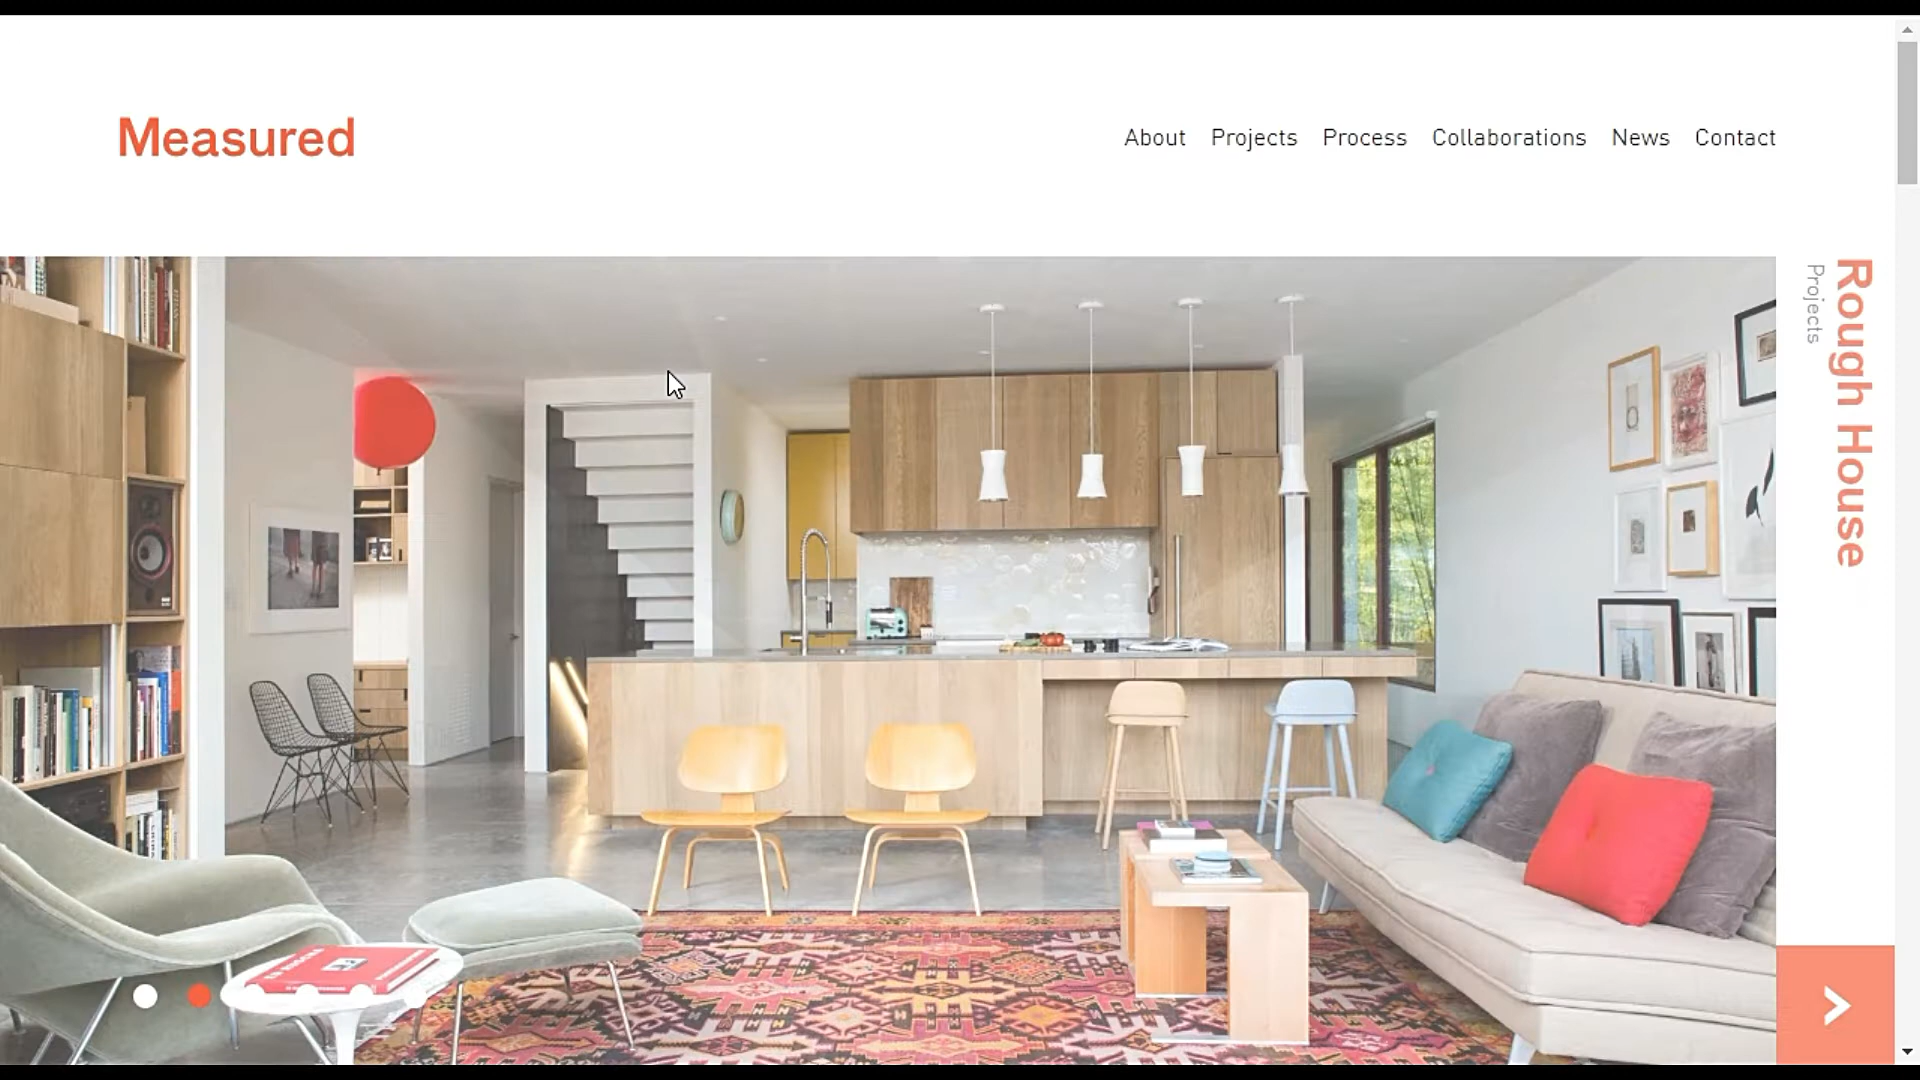 Measured
About Projects Process Collaborations News Contact
Rough House
Projects